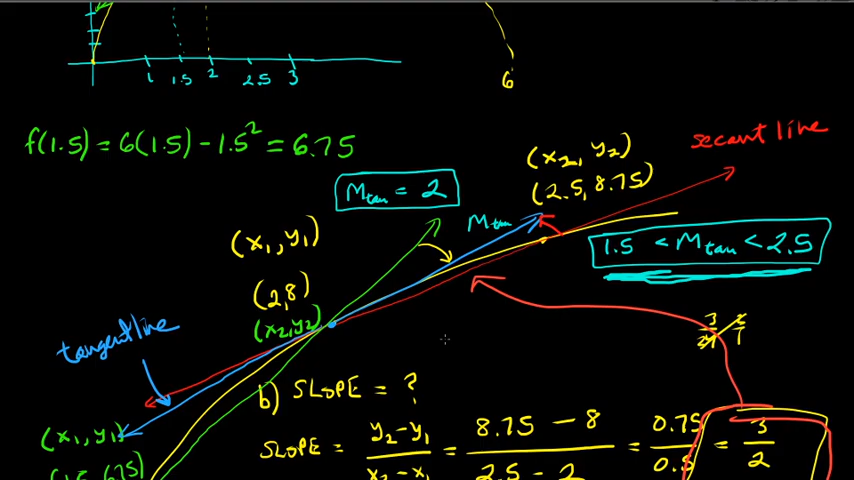 1 1.5 2 2.5 3
6
f(1.5) = 6(1.5) - 1.5² = 6.75
secant line
(x₂, y₂)
(2.5, 8.75)
Mtan = 2
Mtan
1.5 < Mtan < 2.5
(x₁, y₁)
(2, 8)
(x₂, y₂)
tangent line
b) SLOPE = ?
(x₁, y₁)
SLOPE = y₂-y₁ / x₂-x₁ = 8.75 - 8 / 2.5 - 2 = 0.75 / 0.5 = 3 / 2